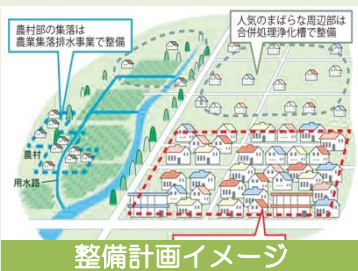 農村部の集落は
農業集落排水事業で整備
人気のまばらな周辺部は
合併処理浄化槽で整備
農村
用水路
整備計画イメージ